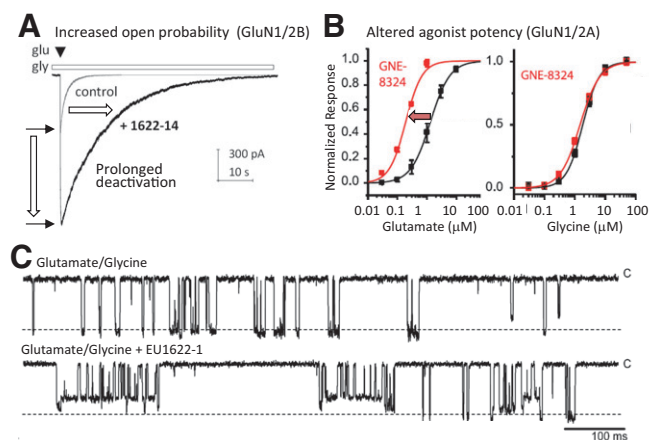 A Increased open probability (GluN1/2B)
glu
gly
control
+ 1622-14
Prolonged
deactivation
300 pA
10 s
B Altered agonist potency (GluN1/2A)
Normalized Response
1.0
0.8
0.6
0.4
0.2
0.0
GNE-
8324
0.01 0.1 1 10 100
Glutamate (μM)
1.0
0.5
0.0
GNE-8324
0.01 0.1 1 10 100
Glycine (μM)
C Glutamate/Glycine
C
Glutamate/Glycine + EU1622-1
C
100 ms